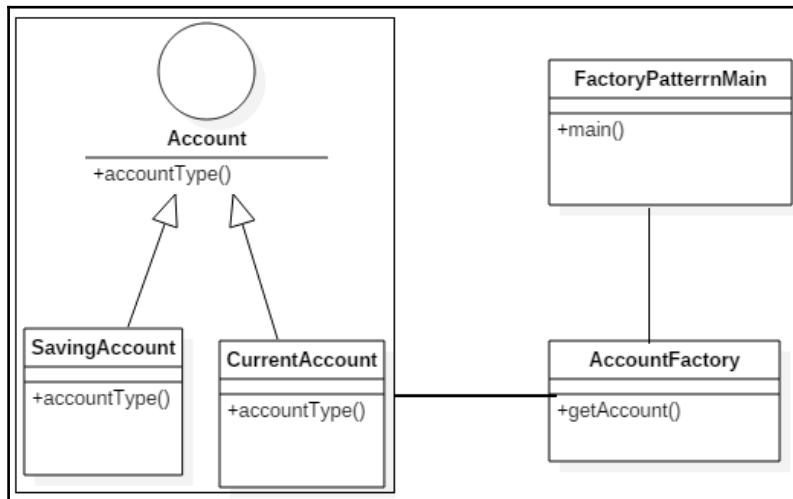 Account
+accountType()
SavingAccount
+accountType()
CurrentAccount
+accountType()
FactoryPatterrnMain
+main()
AccountFactory
+getAccount()